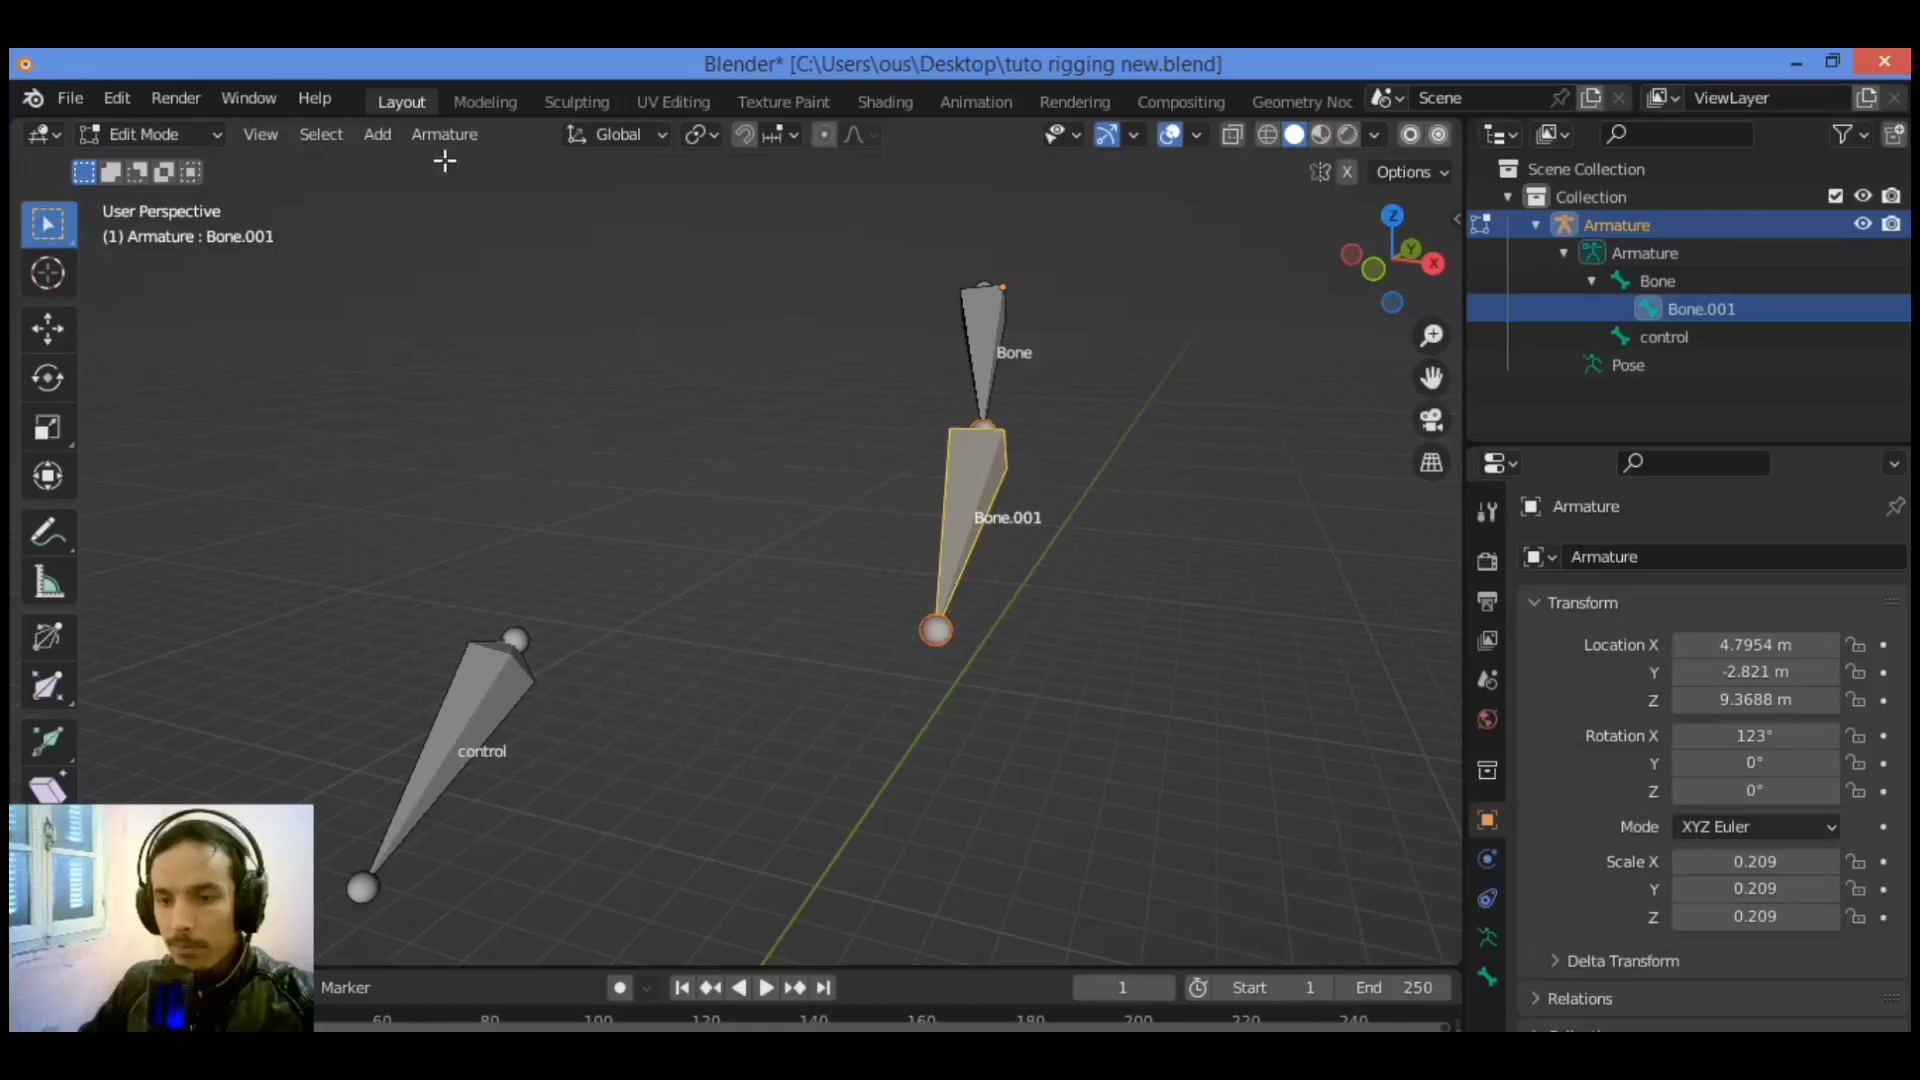 Blender* [C:\Users\ous\Desktop\tuto rigging new.blend]
File Edit Render Window Help Layout Modeling Sculpting UV Editing Texture Paint Shading Animation Rendering Compositing Geometry Noc Scene ViewLayer
Edit Mode View Select Add Armature Global
X Options
User Perspective
(1) Armature : Bone.001
Z
Y
X
Bone
Bone.001
control
Scene Collection
Collection
Armature
Armature
Bone
Bone.001
control
Pose
Armature
Armature
Transform
Location X 4.7954 m
Y -2.821 m
Z 9.3688 m
Rotation X 123°
Y 0°
Z 0°
Mode XYZ Euler
Scale X 0.209
Y 0.209
Z 0.209
Delta Transform
Relations
Marker 1 Start 1 End 250
60 80 100 120 140 160 180 200 220 240